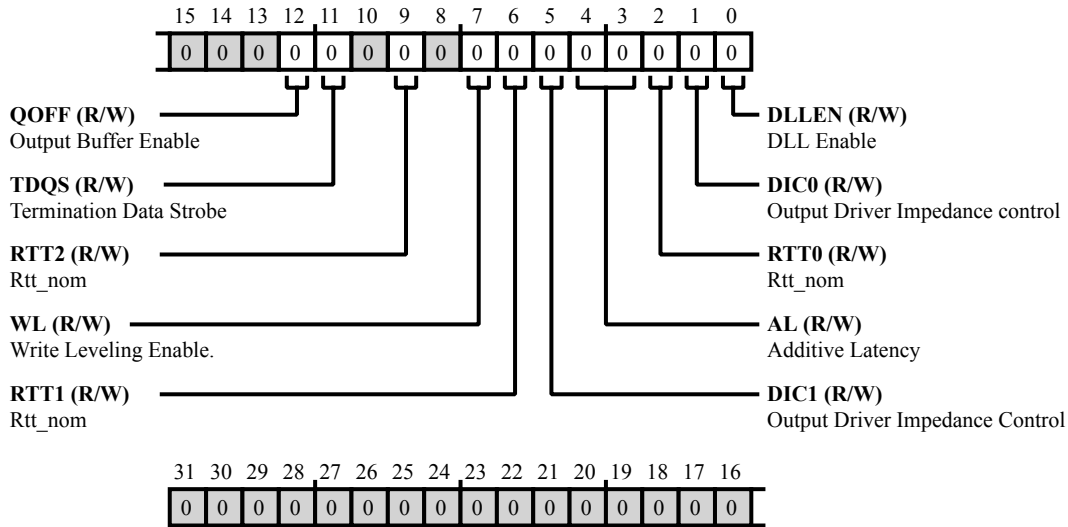 15 14 13 12 11 10 9 8 7 6 5 4 3 2 1 0
0 0 0 0 0 0 0 0 0 0 0 0 0 0 0 0
QOFF (R/W)
Output Buffer Enable
DLLEN (R/W)
DLL Enable
TDQS (R/W)
Termination Data Strobe
DIC0 (R/W)
Output Driver Impedance control
RTT2 (R/W)
Rtt_nom
RTT0 (R/W)
Rtt_nom
WL (R/W)
Write Leveling Enable.
AL (R/W)
Additive Latency
RTT1 (R/W)
Rtt_nom
DIC1 (R/W)
Output Driver Impedance Control
31 30 29 28 27 26 25 24 23 22 21 20 19 18 17 16
0 0 0 0 0 0 0 0 0 0 0 0 0 0 0 0